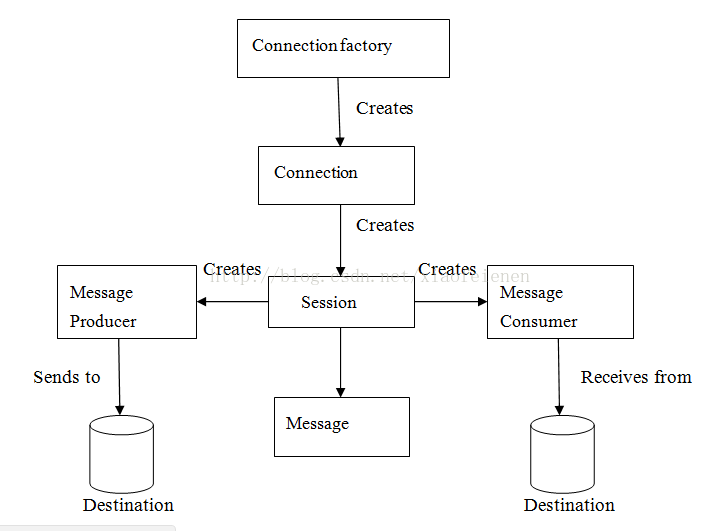 Connection factory
Creates
Connection
Creates
Creates
Creates
http://blog.csdn.net/xiaofeienen
Message
Producer
Session
Message
Consumer
Sends to
Receives from
Message
Destination
Destination